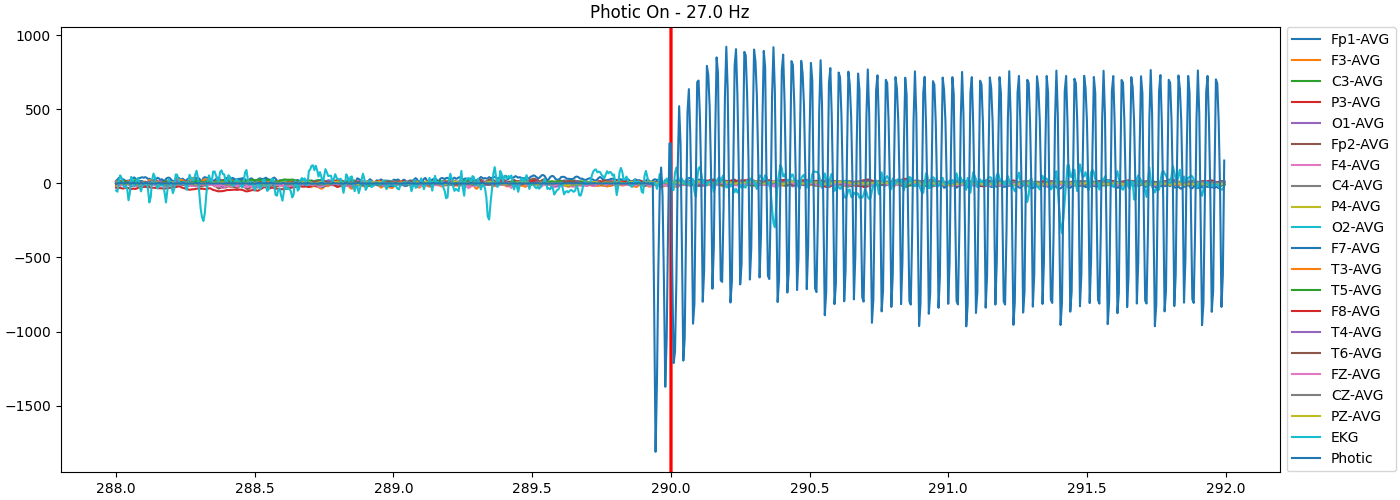 Photic On - 27.0 Hz
1000
500
0
−500
−1000
−1500
288.0 288.5 289.0 289.5 290.0 290.5 291.0 291.5 292.0
Fp1-AVG
F3-AVG
C3-AVG
P3-AVG
O1-AVG
Fp2-AVG
F4-AVG
C4-AVG
P4-AVG
O2-AVG
F7-AVG
T3-AVG
T5-AVG
F8-AVG
T4-AVG
T6-AVG
FZ-AVG
CZ-AVG
PZ-AVG
EKG
Photic